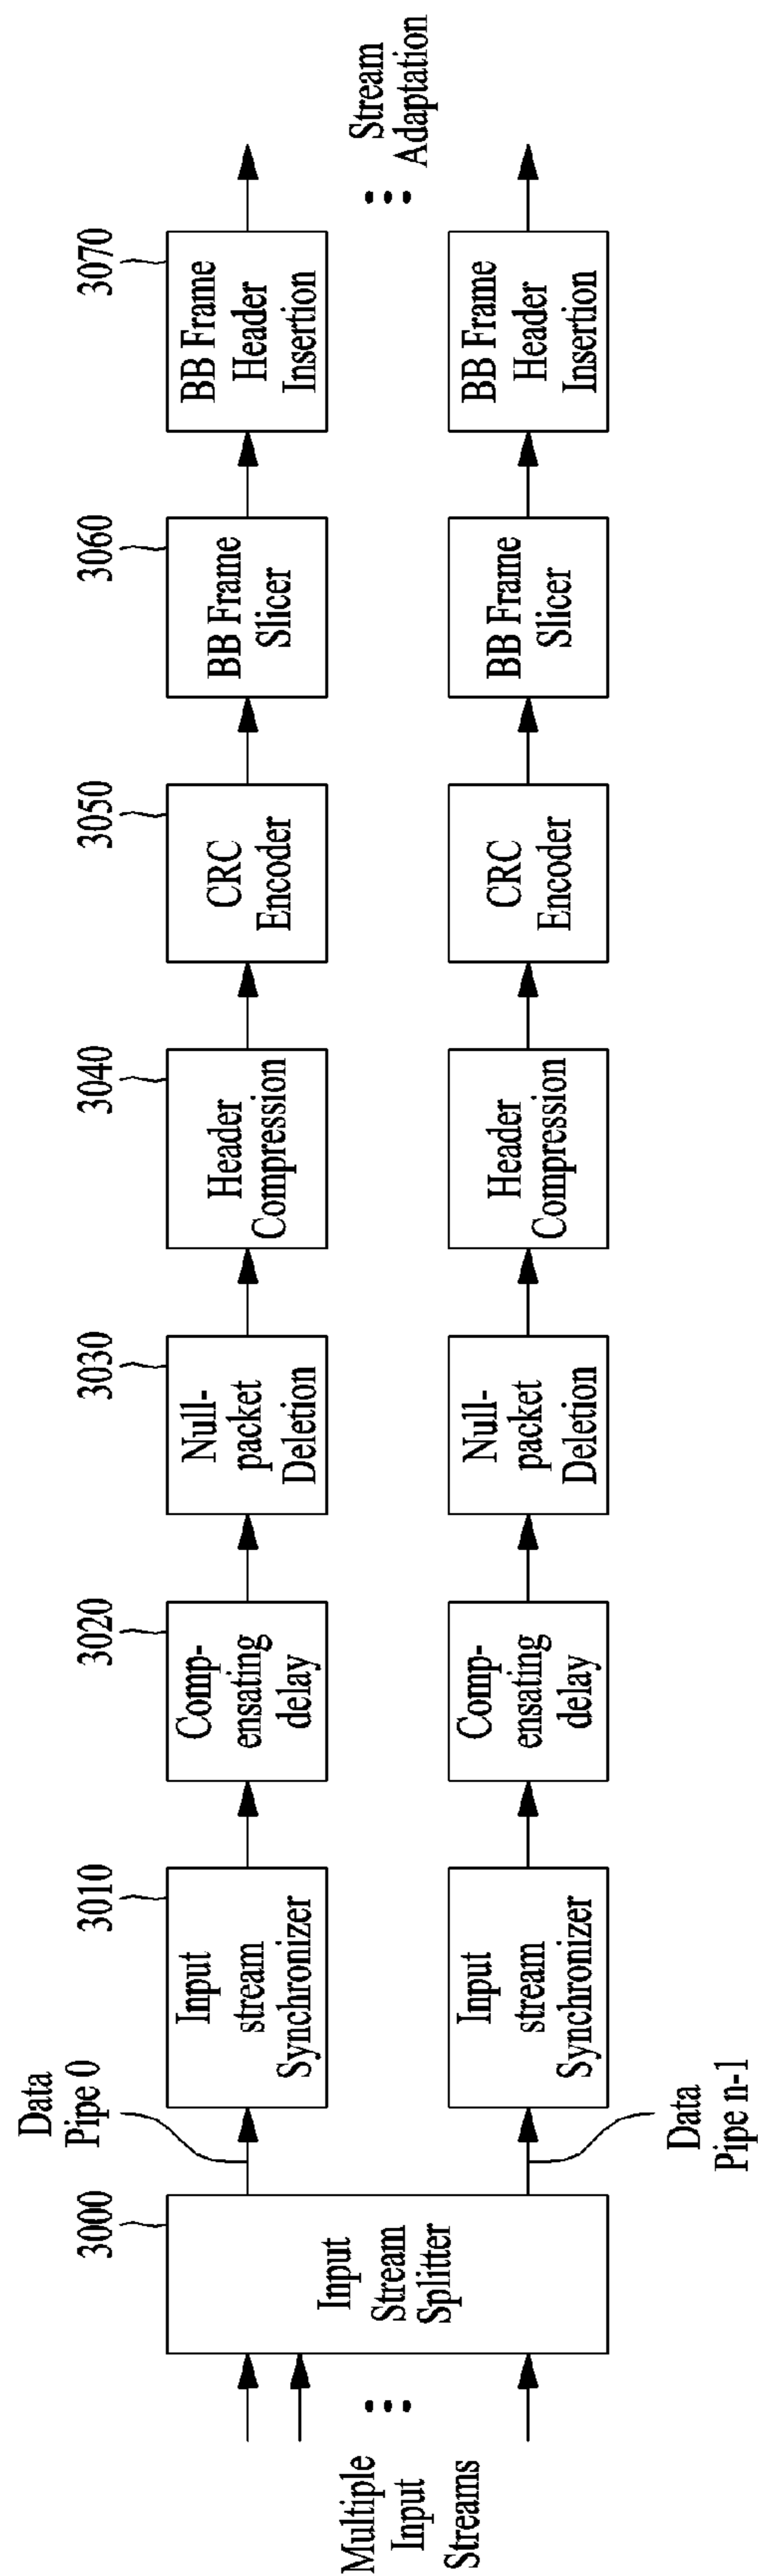 Multiple
Input
Streams
3000
Input
Stream
Splitter
Data
Pipe 0
3010
Input
stream
Synchronizer
3020
Comp-
ensating
delay
3030
Null-
packet
Deletion
3040
Header
Compression
3050
CRC
Encoder
3060
BB Frame
Slicer
3070
BB Frame
Header
Insertion
Data
Pipe n-1
Input
stream
Synchronizer
Comp-
ensating
delay
Null-
packet
Deletion
Header
Compression
CRC
Encoder
BB Frame
Slicer
BB Frame
Header
Insertion
Stream
Adaptation